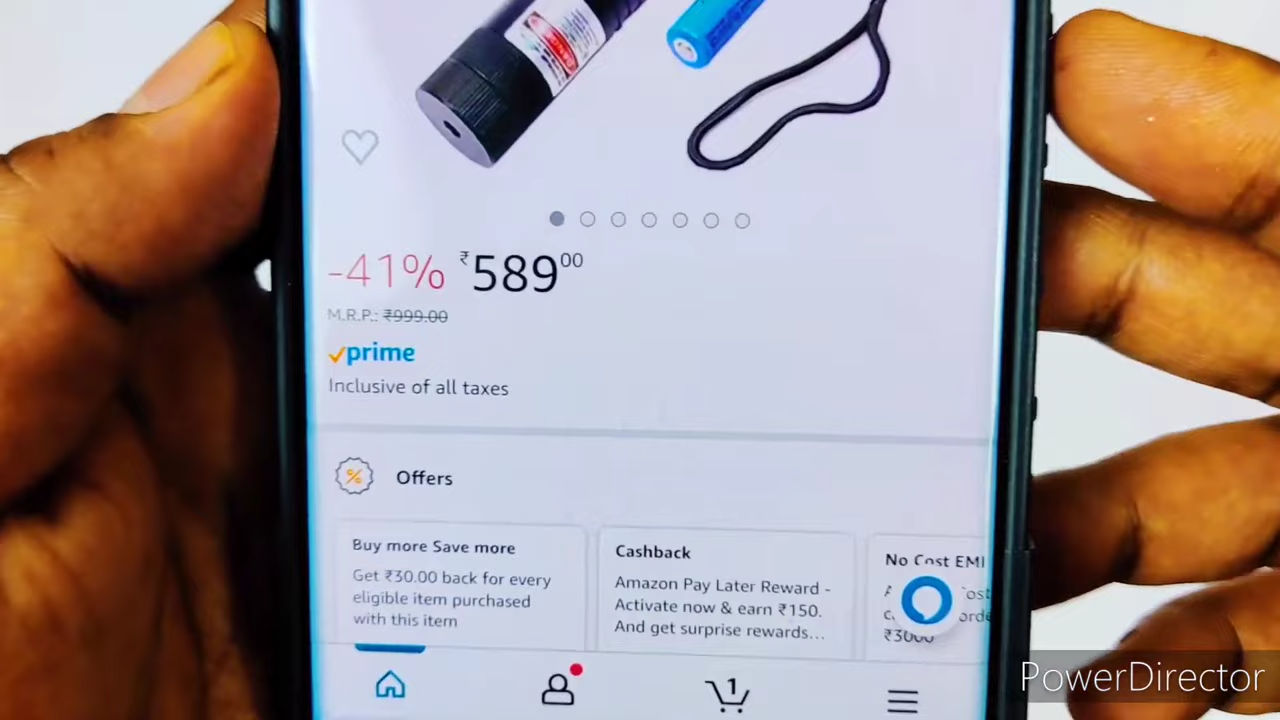 -41% ₹589⁰⁰
M.R.P.: ₹999.00
prime
Inclusive of all taxes
Offers
Buy more Save more
Get ₹30.00 back for every
eligible item purchased
with this item
Cashback
Amazon Pay Later Reward -
Activate now & earn ₹150.
And get surprise rewards...
No Cost EMI
₹3000
1
PowerDirector